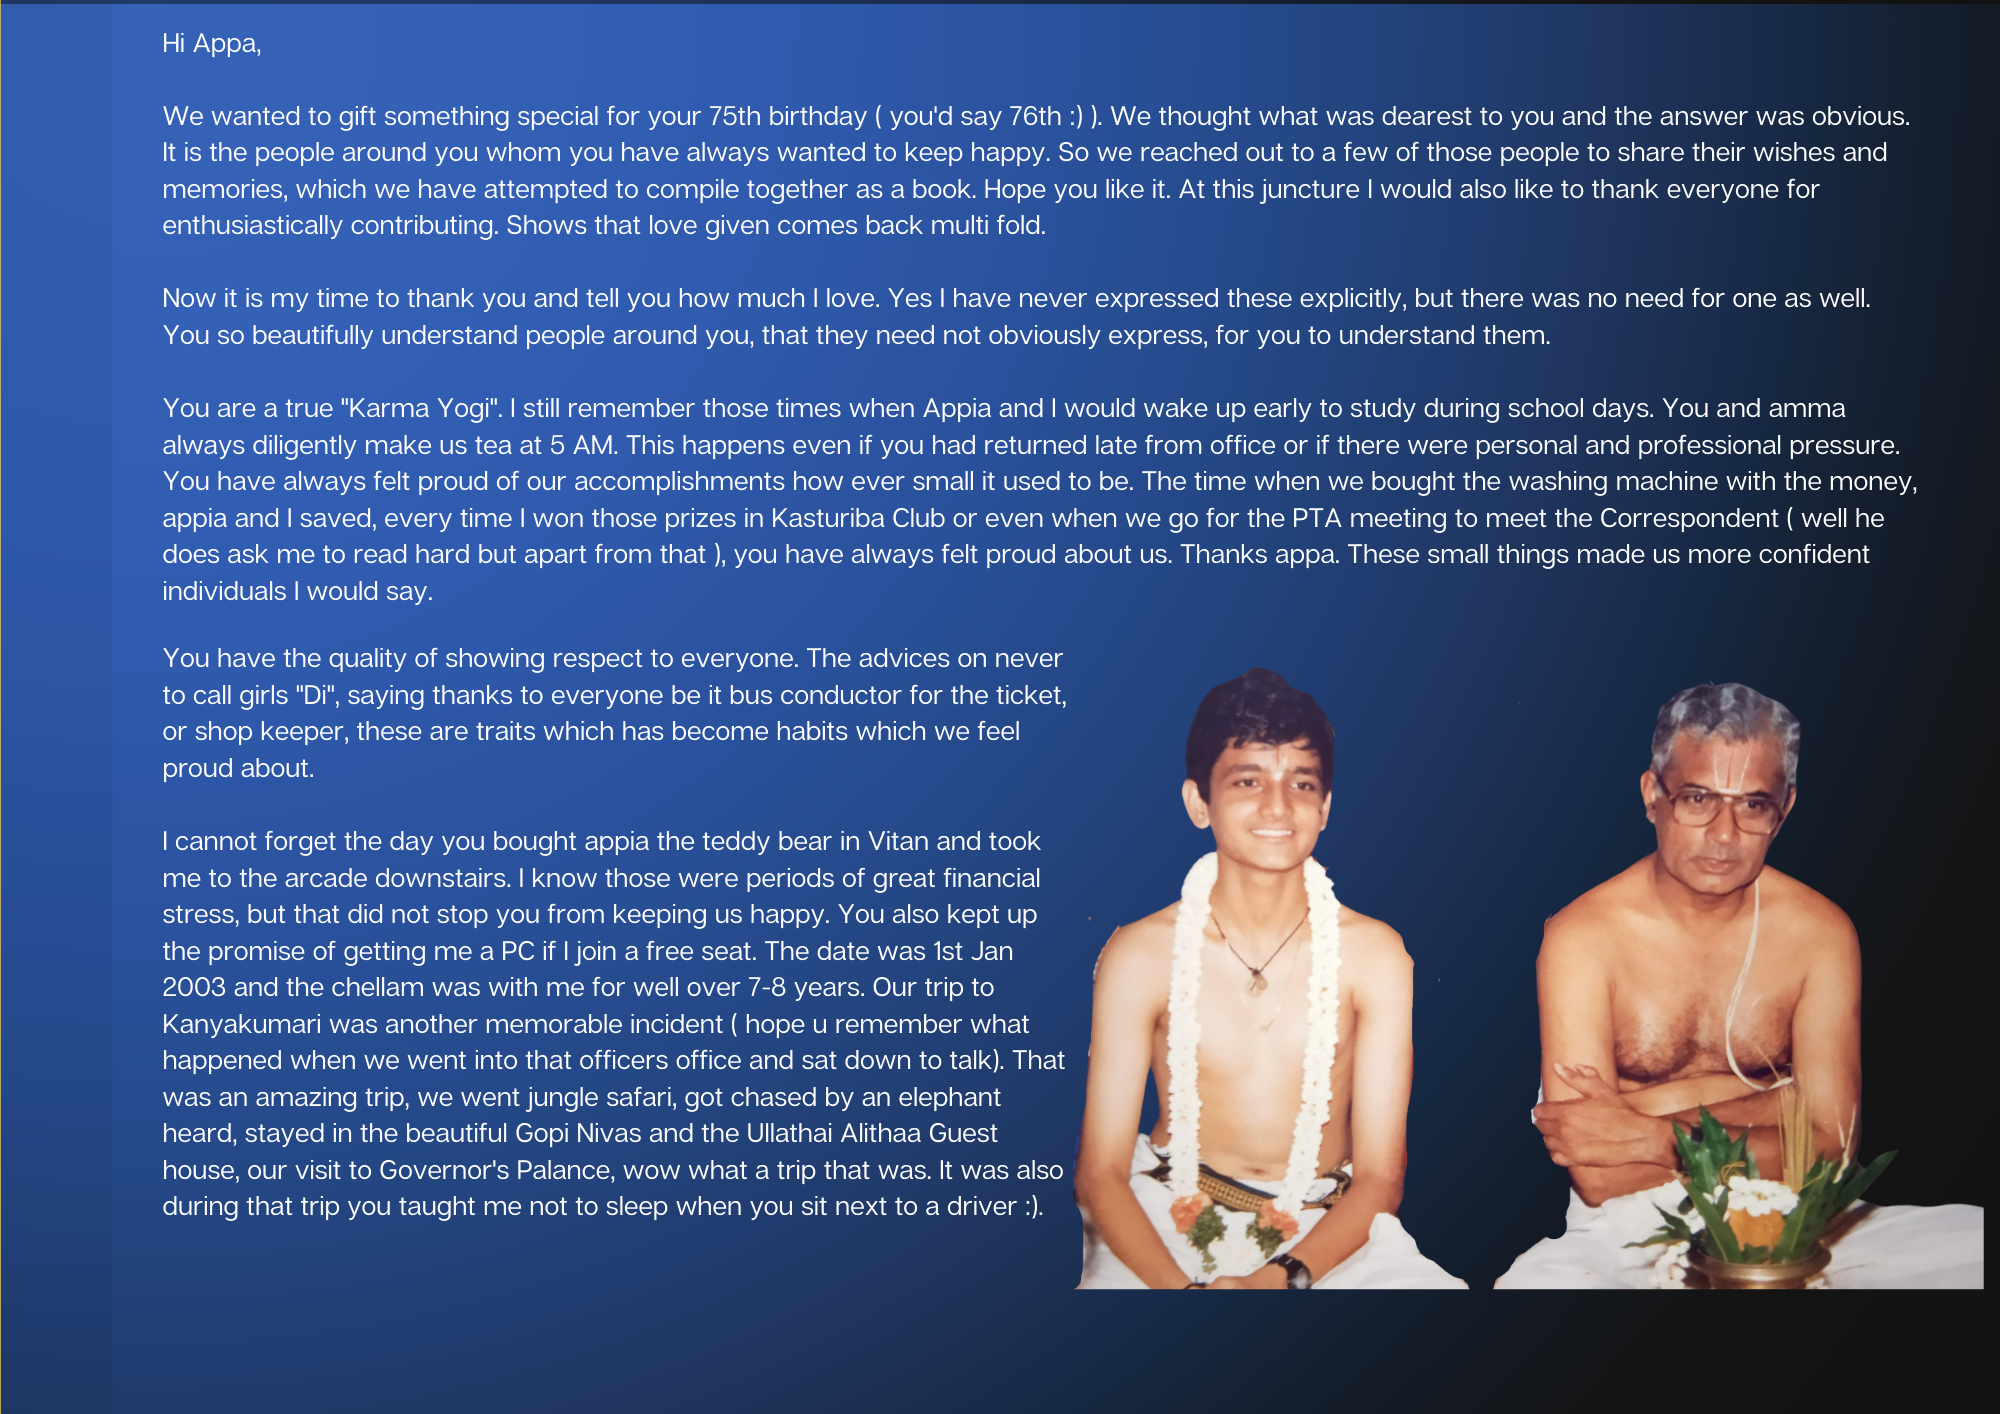 Hi Appa,
We wanted to gift something special for your 75th birthday ( you'd say 76th :) ). We thought what was dearest to you and the answer was obvious.
It is the people around you whom you have always wanted to keep happy. So we reached out to a few of those people to share their wishes and
memories, which we have attempted to compile together as a book. Hope you like it. At this juncture I would also like to thank everyone for
enthusiastically contributing. Shows that love given comes back multi fold.
Now it is my time to thank you and tell you how much I love. Yes I have never expressed these explicitly, but there was no need for one as well.
You so beautifully understand people around you, that they need not obviously express, for you to understand them.
You are a true "Karma Yogi". I still remember those times when Appia and I would wake up early to study during school days. You and amma
always diligently make us tea at 5 AM. This happens even if you had returned late from office or if there were personal and professional pressure.
You have always felt proud of our accomplishments how ever small it used to be. The time when we bought the washing machine with the money,
appia and I saved, every time I won those prizes in Kasturiba Club or even when we go for the PTA meeting to meet the Correspondent ( well he
does ask me to read hard but apart from that ), you have always felt proud about us. Thanks appa. These small things made us more confident
individuals I would say.
You have the quality of showing respect to everyone. The advices on never
to call girls "Di", saying thanks to everyone be it bus conductor for the ticket,
or shop keeper, these are traits which has become habits which we feel
proud about.
I cannot forget the day you bought appia the teddy bear in Vitan and took
me to the arcade downstairs. I know those were periods of great financial
stress, but that did not stop you from keeping us happy. You also kept up
the promise of getting me a PC if I join a free seat. The date was 1st Jan
2003 and the chellam was with me for well over 7-8 years. Our trip to
Kanyakumari was another memorable incident ( hope u remember what
happened when we went into that officers office and sat down to talk). That
was an amazing trip, we went jungle safari, got chased by an elephant
heard, stayed in the beautiful Gopi Nivas and the Ullathai Alithaa Guest
house, our visit to Governor's Palance, wow what a trip that was. It was also
during that trip you taught me not to sleep when you sit next to a driver :).